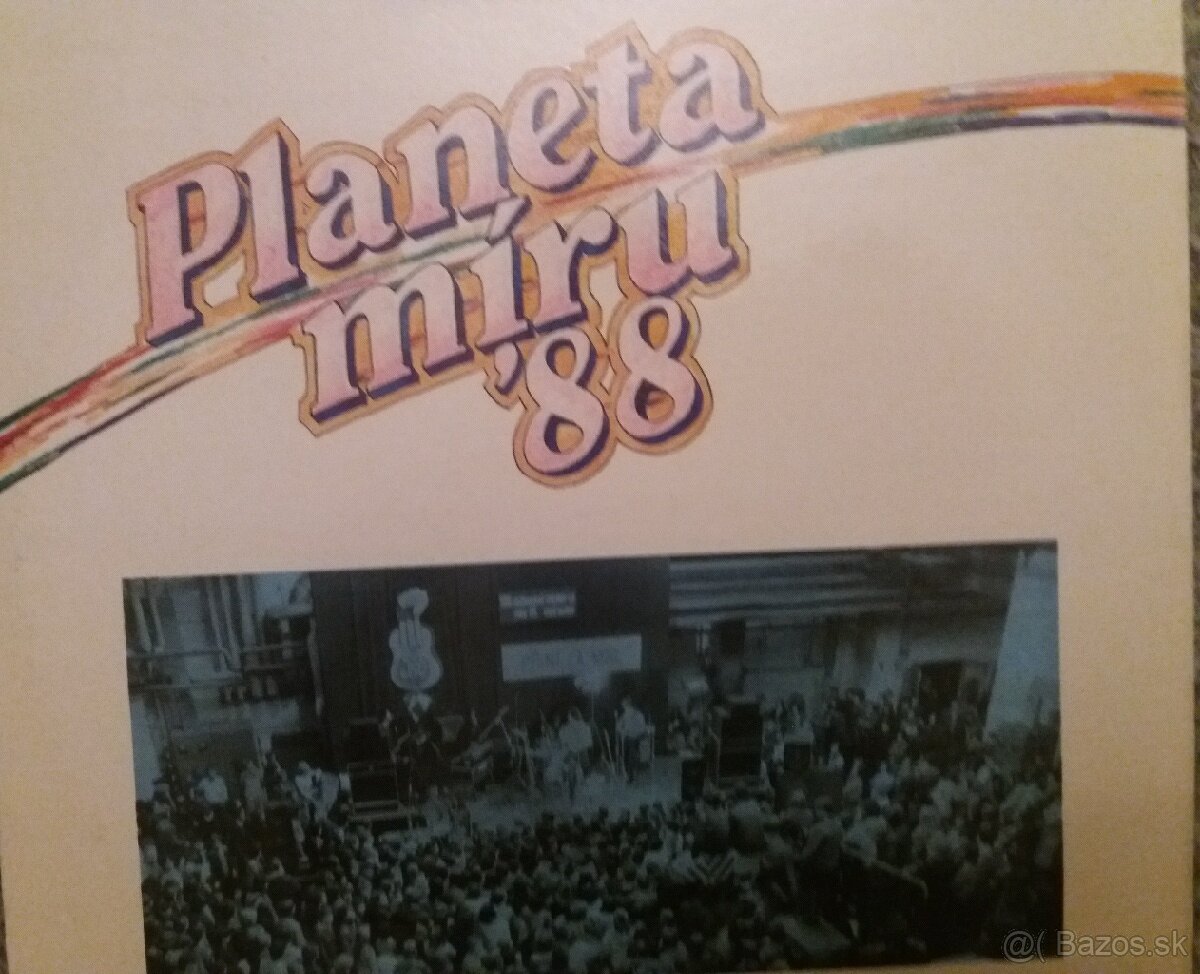 Planeta
míru
'88
@( Bazos.sk